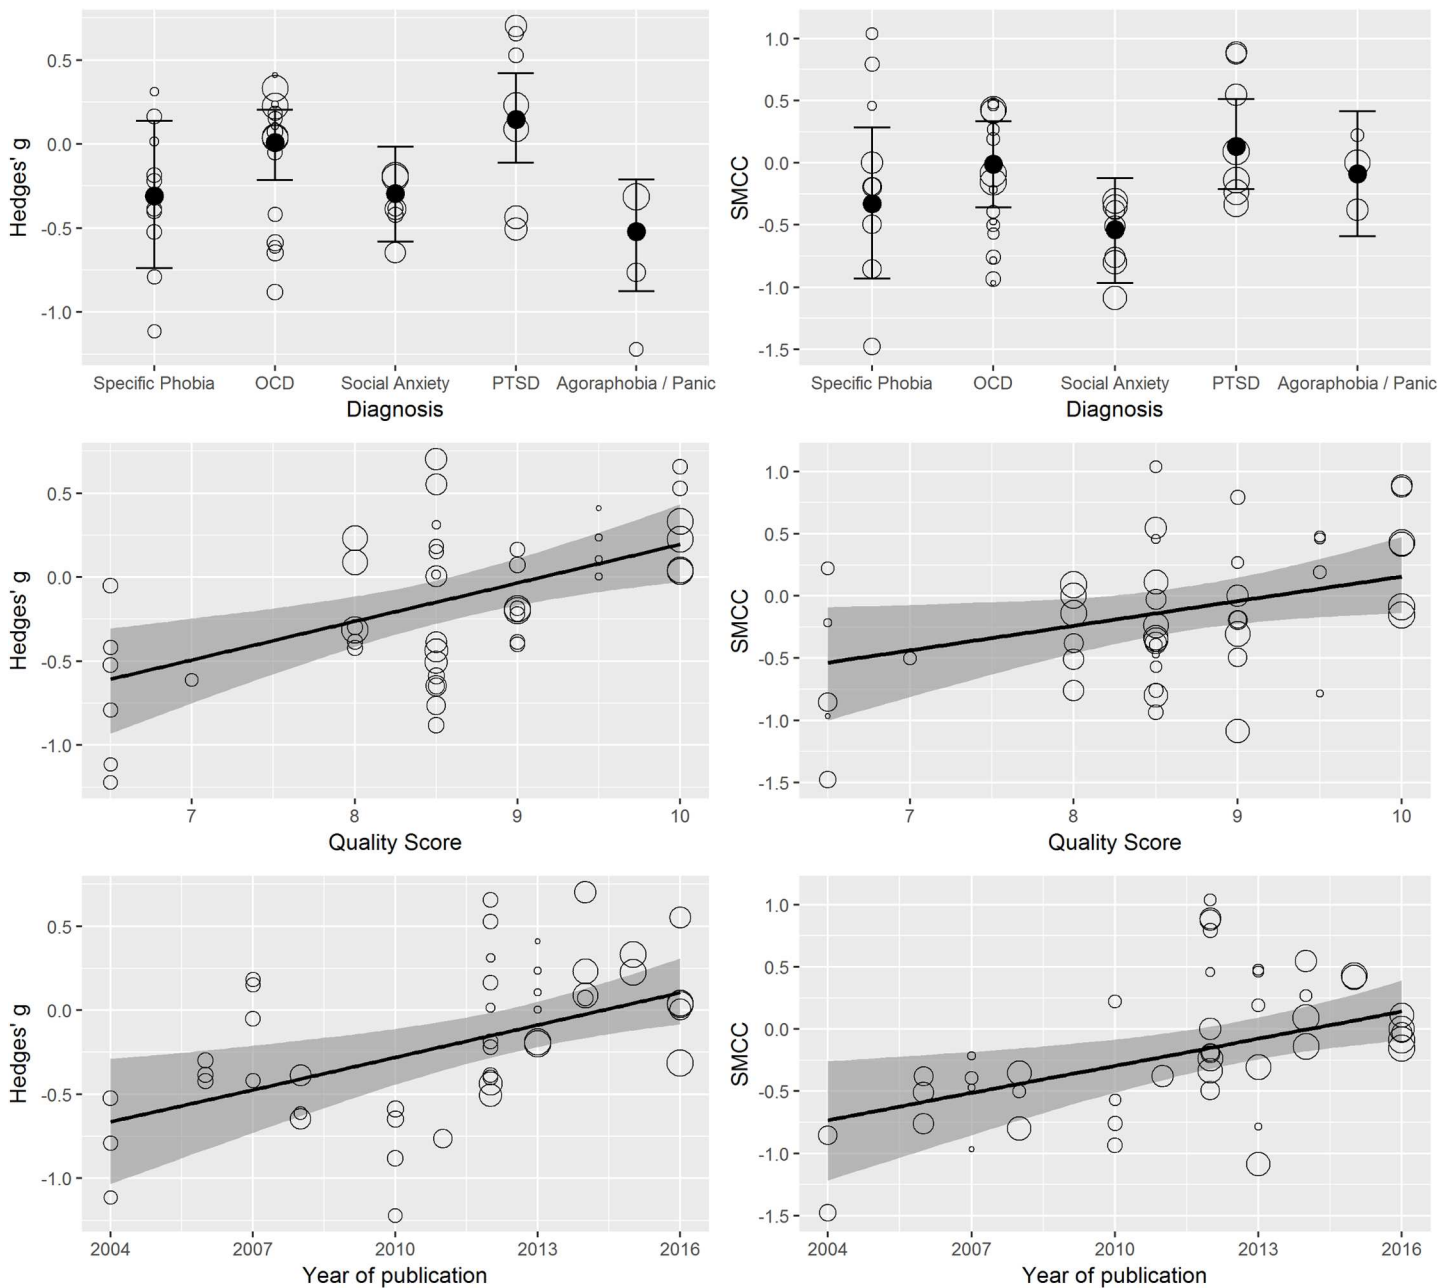 Hedges' g
0.5
0.0
-0.5
-1.0
Specific Phobia OCD Social Anxiety PTSD Agoraphobia / Panic
Diagnosis
SMCC
1.0
0.5
0.0
-0.5
-1.0
-1.5
Specific Phobia OCD Social Anxiety PTSD Agoraphobia / Panic
Diagnosis
Hedges' g
0.5
0.0
-0.5
-1.0
7 8 9 10
Quality Score
SMCC
1.0
0.5
0.0
-0.5
-1.0
-1.5
7 8 9 10
Quality Score
Hedges' g
0.5
0.0
-0.5
-1.0
2004 2007 2010 2013 2016
Year of publication
SMCC
1.0
0.5
0.0
-0.5
-1.0
-1.5
2004 2007 2010 2013 2016
Year of publication